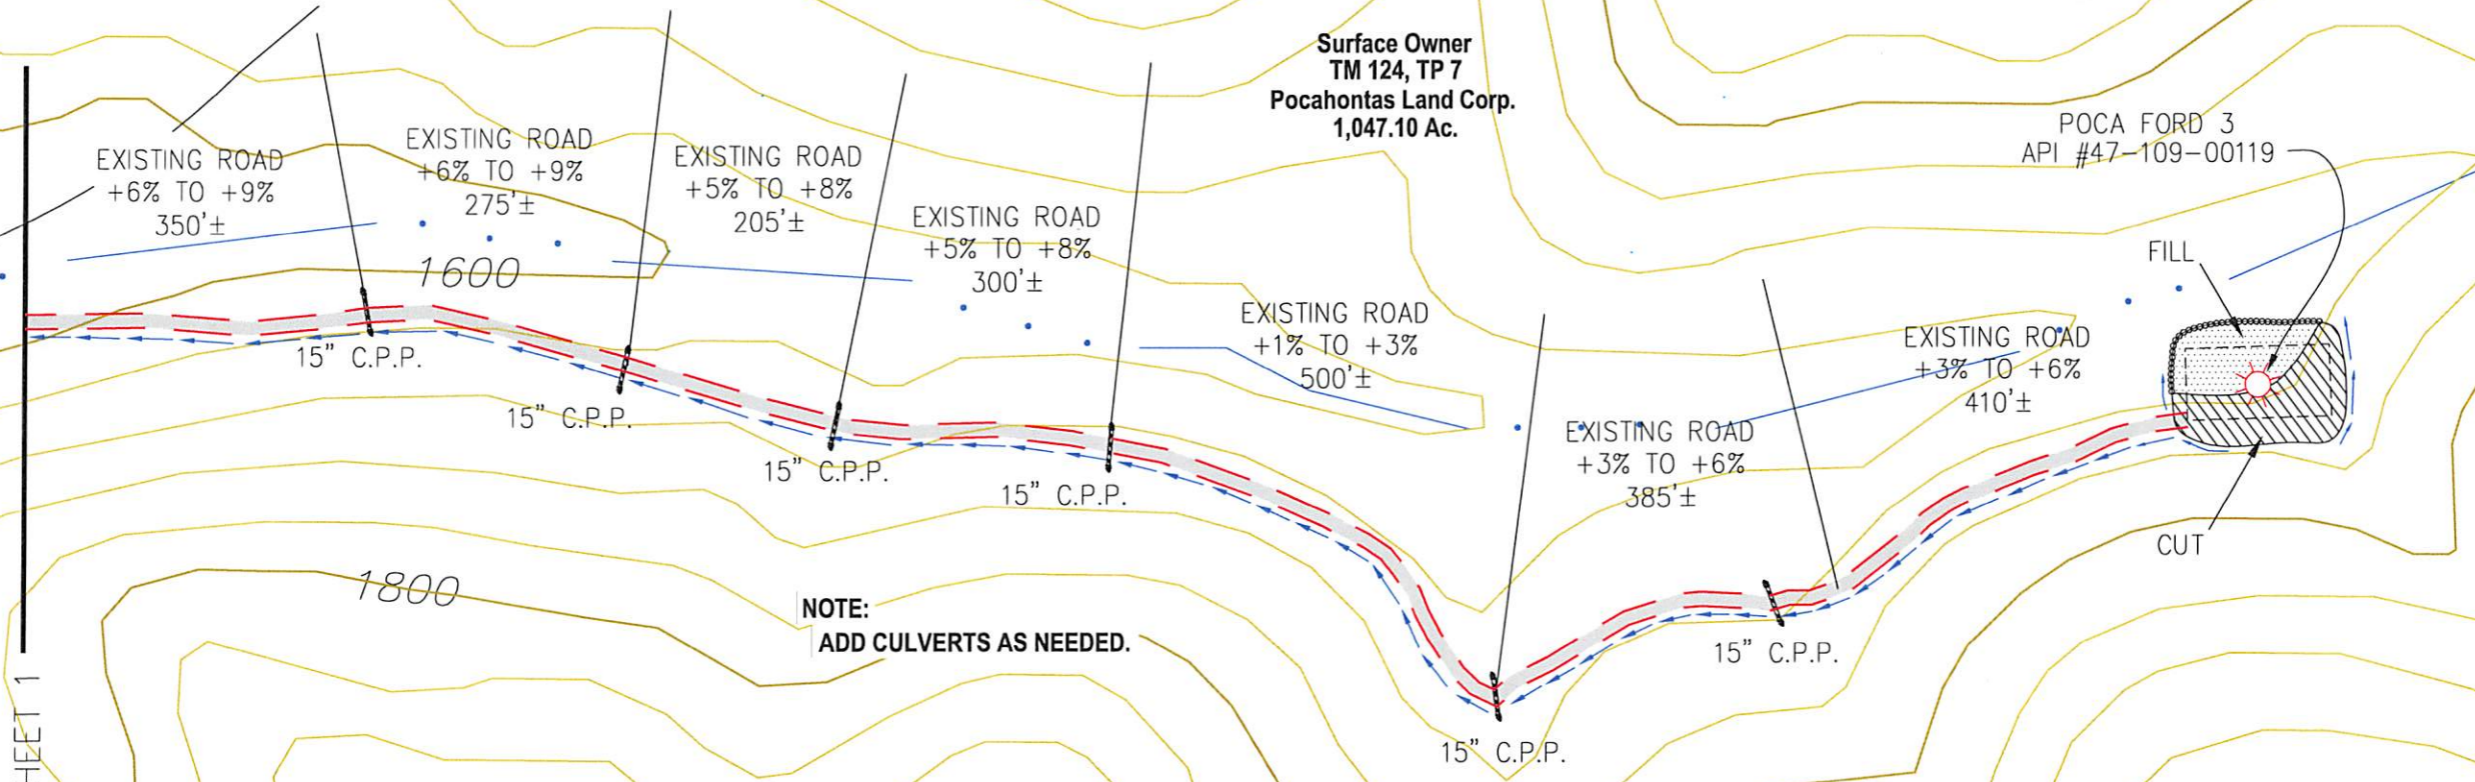 Surface Owner
TM 124, TP 7
Pocahontas Land Corp.
1,047.10 Ac.
POCA FORD 3
API #47-109-00119
EXISTING ROAD
+6% TO +9%
350'±
EXISTING ROAD
+6% TO +9%
275'±
EXISTING ROAD
+5% TO +8%
205'±
EXISTING ROAD
+5% TO +8%
300'±
EXISTING ROAD
+1% TO +3%
500'±
EXISTING ROAD
+3% TO +6%
385'±
EXISTING ROAD
+3% TO +6%
410'±
FILL
CUT
1600
15" C.P.P.
15" C.P.P.
15" C.P.P.
15" C.P.P.
15" C.P.P.
15" C.P.P.
1800
NOTE:
ADD CULVERTS AS NEEDED.
HEET 1